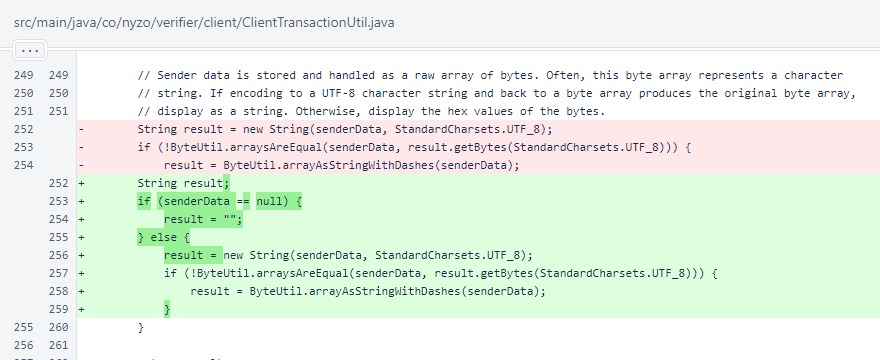 src/main/java/co/nyzo/verifier/client/ClientTransactionUtil.java
...
249 249 // Sender data is stored and handled as a raw array of bytes. Often, this byte array represents a character
250 250 // string. If encoding to a UTF-8 character string and back to a byte array produces the original byte array,
251 251 // display as a string. Otherwise, display the hex values of the bytes.
252 - String result = new String(senderData, StandardCharsets.UTF_8);
253 - if (!ByteUtil.arraysAreEqual(senderData, result.getBytes(StandardCharsets.UTF_8))) {
254 - result = ByteUtil.arrayAsStringWithDashes(senderData);
252 + String result;
253 + if (senderData == null) {
254 + result = "";
255 + } else {
256 + result = new String(senderData, StandardCharsets.UTF_8);
257 + if (!ByteUtil.arraysAreEqual(senderData, result.getBytes(StandardCharsets.UTF_8))) {
258 + result = ByteUtil.arrayAsStringWithDashes(senderData);
259 + }
255 260 }
256 261